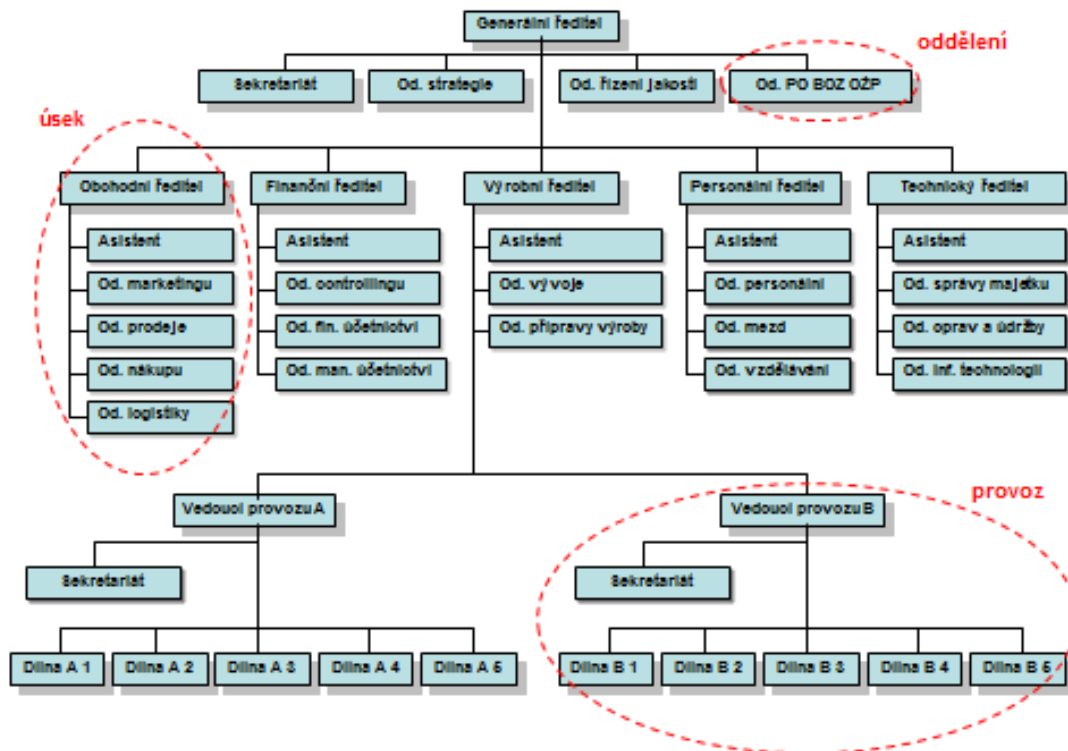 Generální ředitel
oddělení
Sekretariát
Od. strategie
Od. řízení jakosti
Od. PO BOZ OŽP
úsek
Obohodní ředitel
Finanční ředitel
Výrobní ředitel
Personální ředitel
Technický ředitel
Asistent
Asistent
Asistent
Asistent
Asistent
Od. marketingu
Od. controllingu
Od. vývoje
Od. personální
Od. správy majetku
Od. prodeje
Od. fin. účetnictví
Od. přípravy výroby
Od. mezd
Od. oprav a údržby
Od. nákupu
Od. man. účetnictví
Od. vzdělávání
Od. inf. technologií
Od. logistiky
provoz
Vedoucí provozu A
Vedoucí provozu B
Sekretariát
Sekretariát
Dílna A 1
Dílna A 2
Dílna A 3
Dílna A 4
Dílna A 5
Dílna B 1
Dílna B 2
Dílna B 3
Dílna B 4
Dílna B 5